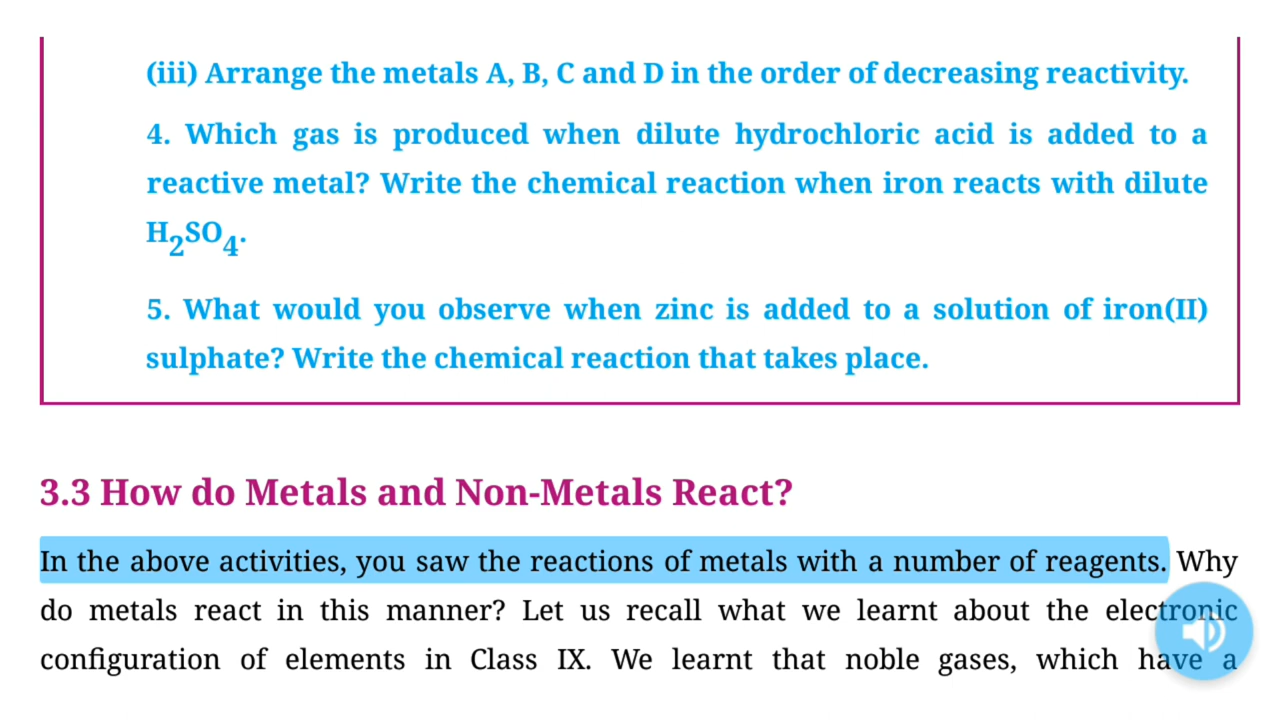 (iii) Arrange the metals A, B, C and D in the order of decreasing reactivity.
4. Which gas is produced when dilute hydrochloric acid is added to a
reactive metal? Write the chemical reaction when iron reacts with dilute
H2SO4.
5. What would you observe when zinc is added to a solution of iron(II)
sulphate? Write the chemical reaction that takes place.
3.3 How do Metals and Non-Metals React?
In the above activities, you saw the reactions of metals with a number of reagents. Why
do metals react in this manner? Let us recall what we learnt about the electronic
configuration of elements in Class IX. We learnt that noble gases, which have a